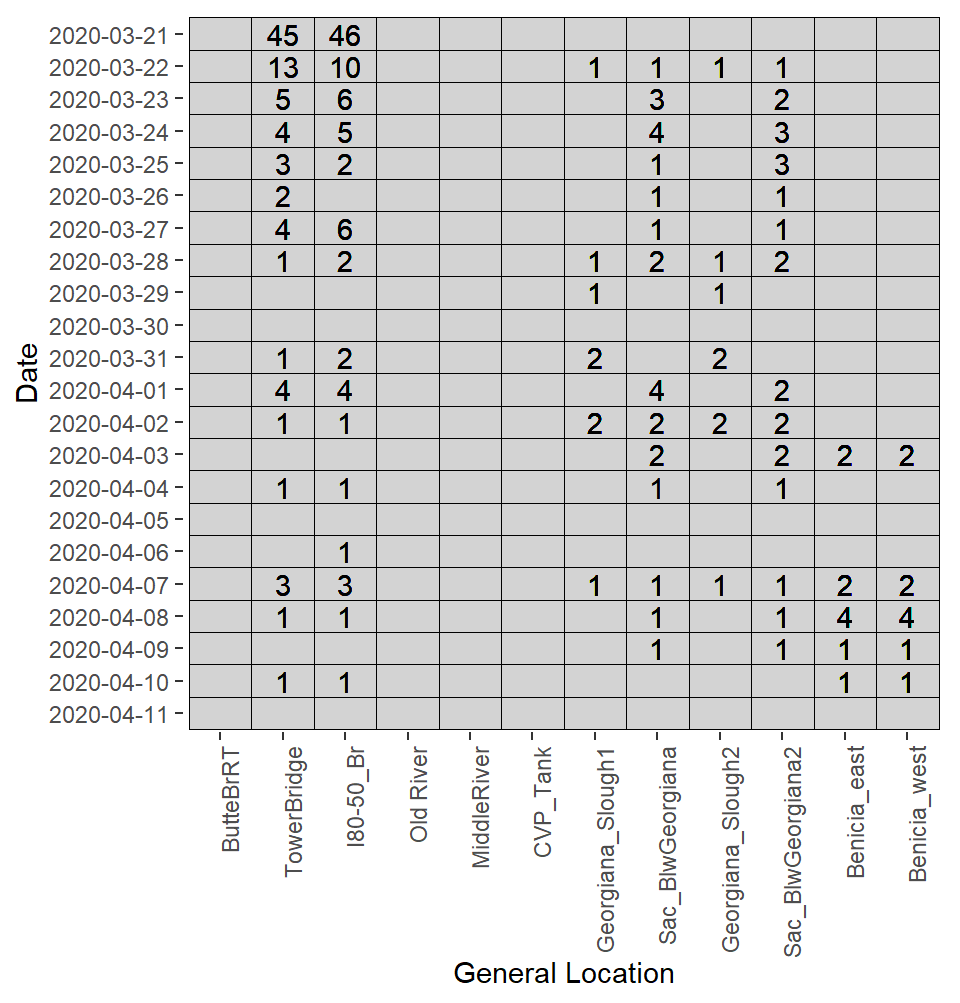 2020-03-21 45 46
2020-03-22 13 10 1 1 1 1
2020-03-23 5 6 3 2
2020-03-24 4 5 4 3
2020-03-25 3 2 1 3
2020-03-26 2 1 1
2020-03-27 4 6 1 1
2020-03-28 1 2 1 2 1 2
2020-03-29 1 1
2020-03-30
2020-03-31 1 2 2 2
2020-04-01 4 4 4 2
2020-04-02 1 1 2 2 2 2
2020-04-03 2 2 2 2
2020-04-04 1 1 1 1
2020-04-05
2020-04-06 1
2020-04-07 3 3 1 1 1 1 2 2
2020-04-08 1 1 1 1 4 4
2020-04-09 1 1 1 1
2020-04-10 1 1 1 1
2020-04-11
Date
ButteBrRT
TowerBridge
I80-50_Br
Old River
MiddleRiver
CVP_Tank
Georgiana_Slough1
Sac_BlwGeorgiana
Georgiana_Slough2
Sac_BlwGeorgiana2
Benicia_east
Benicia_west
General Location